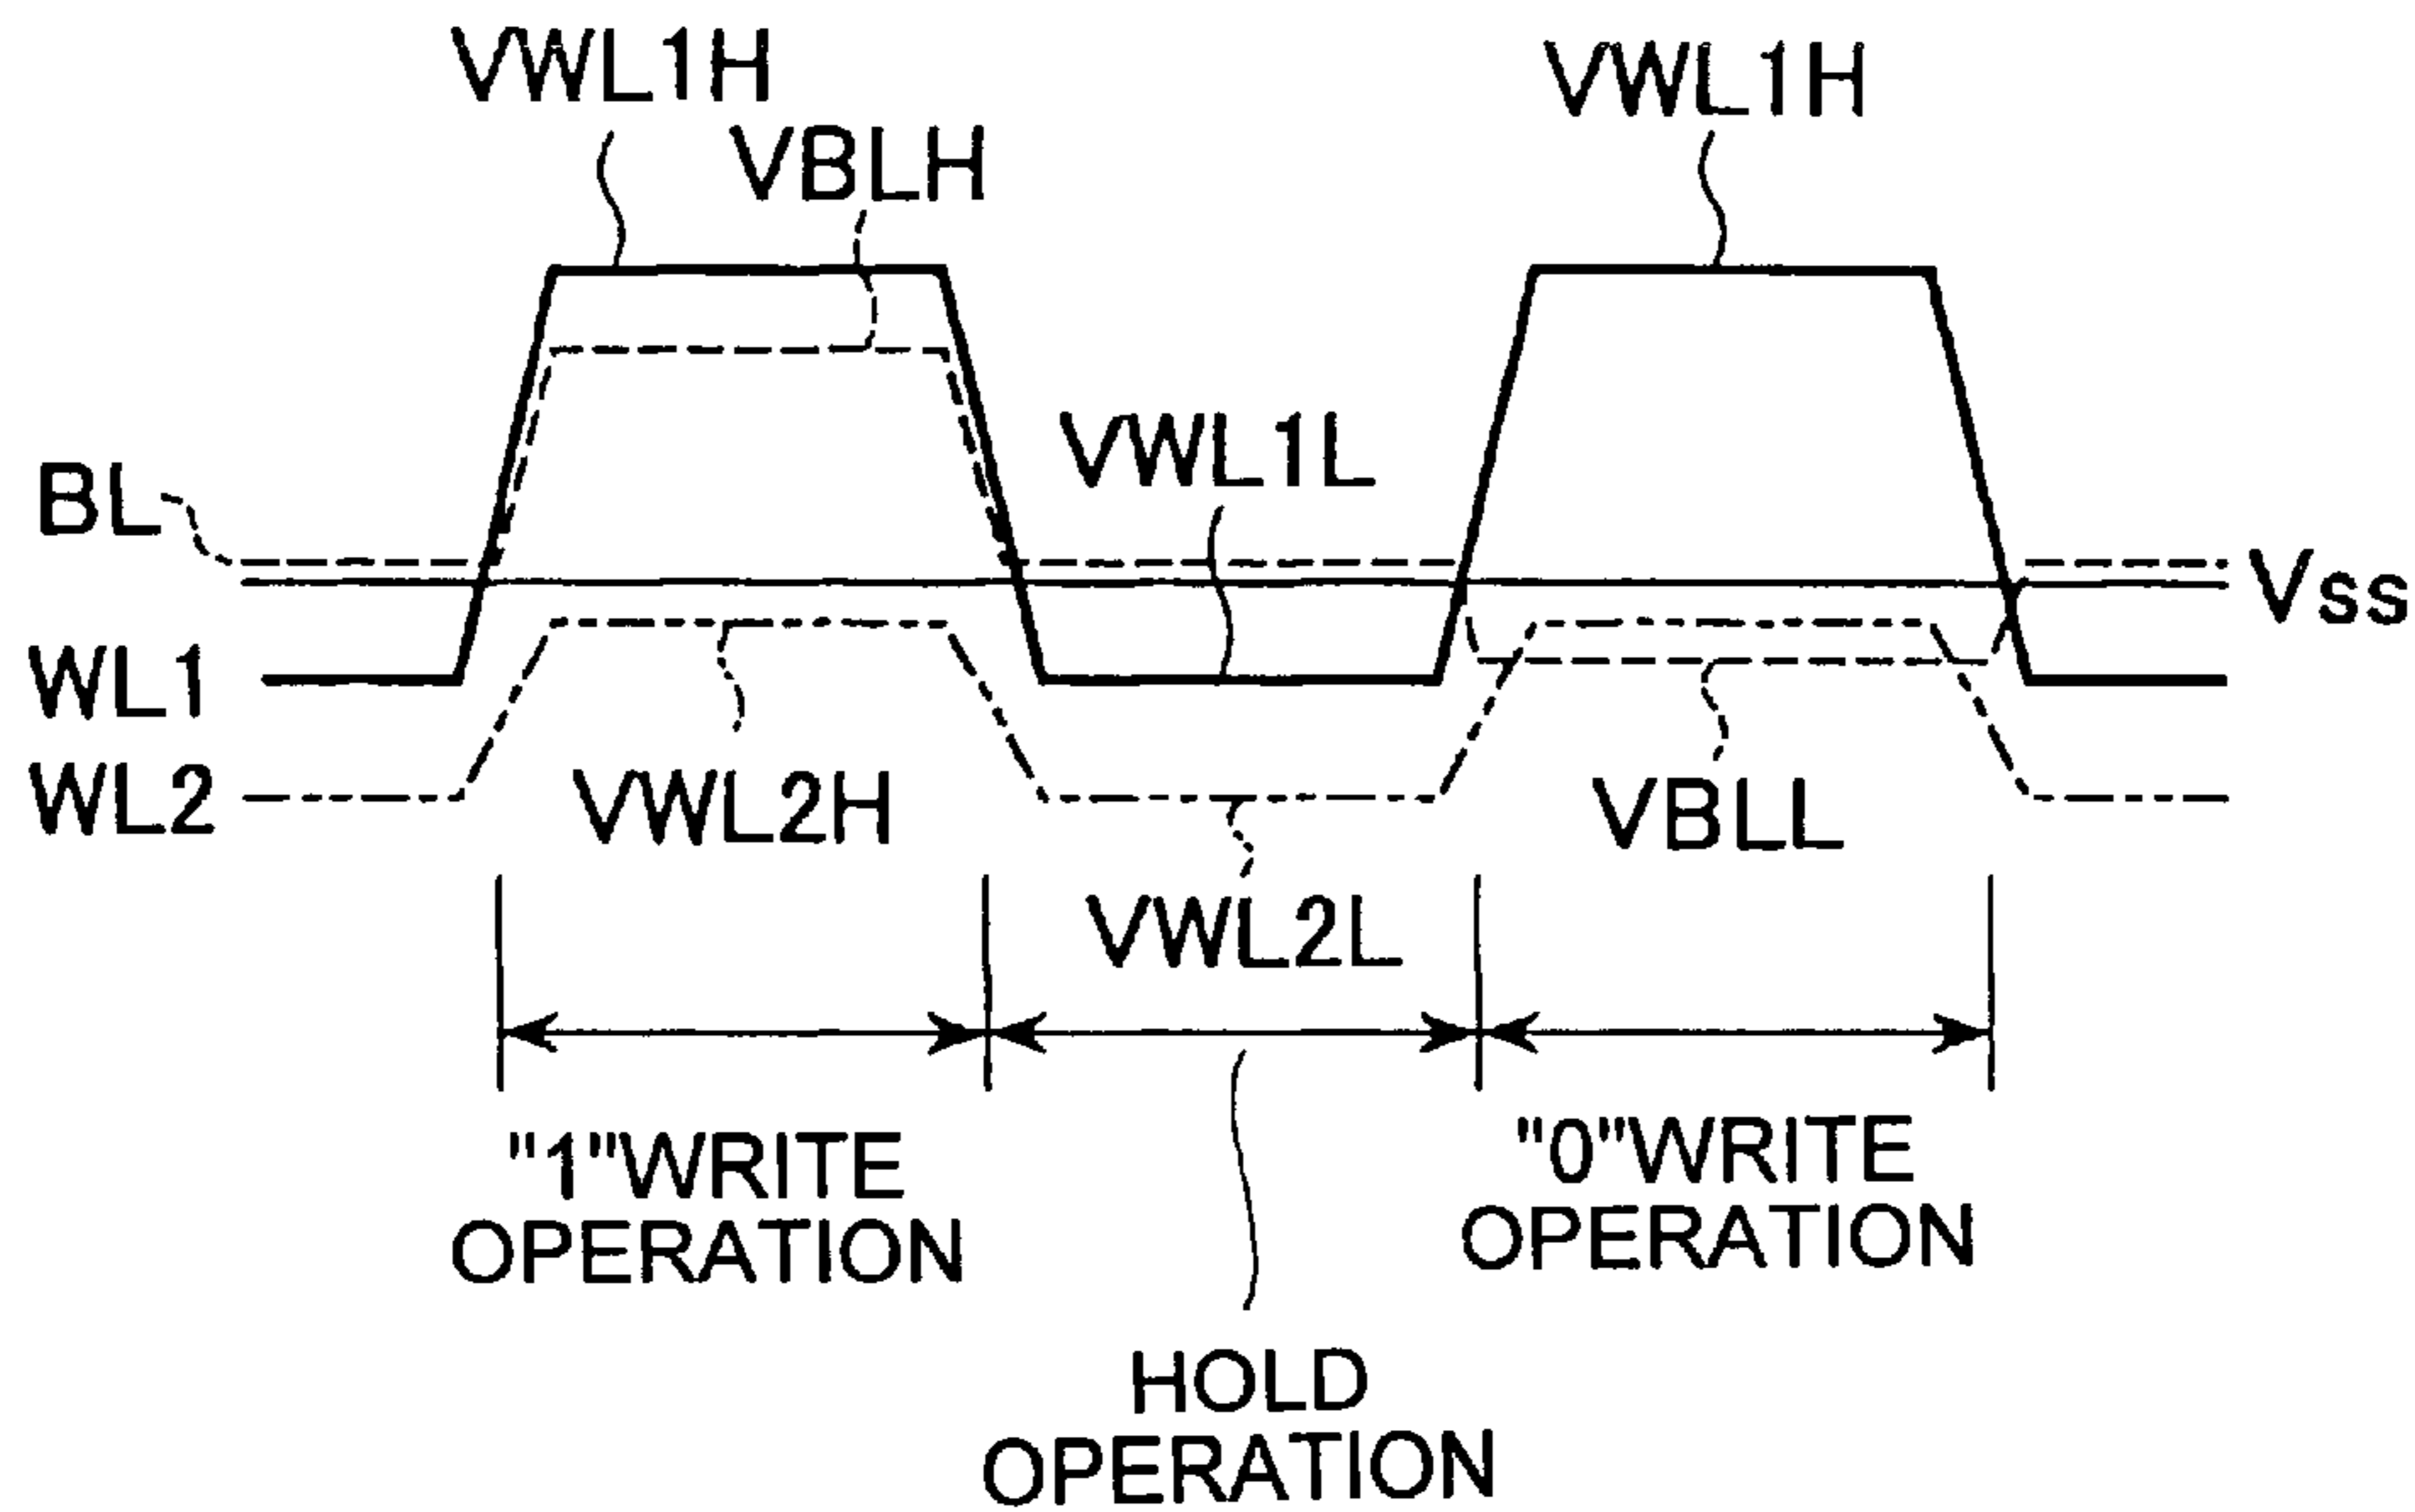 VWL1H
VWL1H
VBLH
VWL1L
BL
Vss
WL1
WL2
VWL2H
VBLL
VWL2L
"1"WRITE
OPERATION
"0"WRITE
OPERATION
HOLD
OPERATION